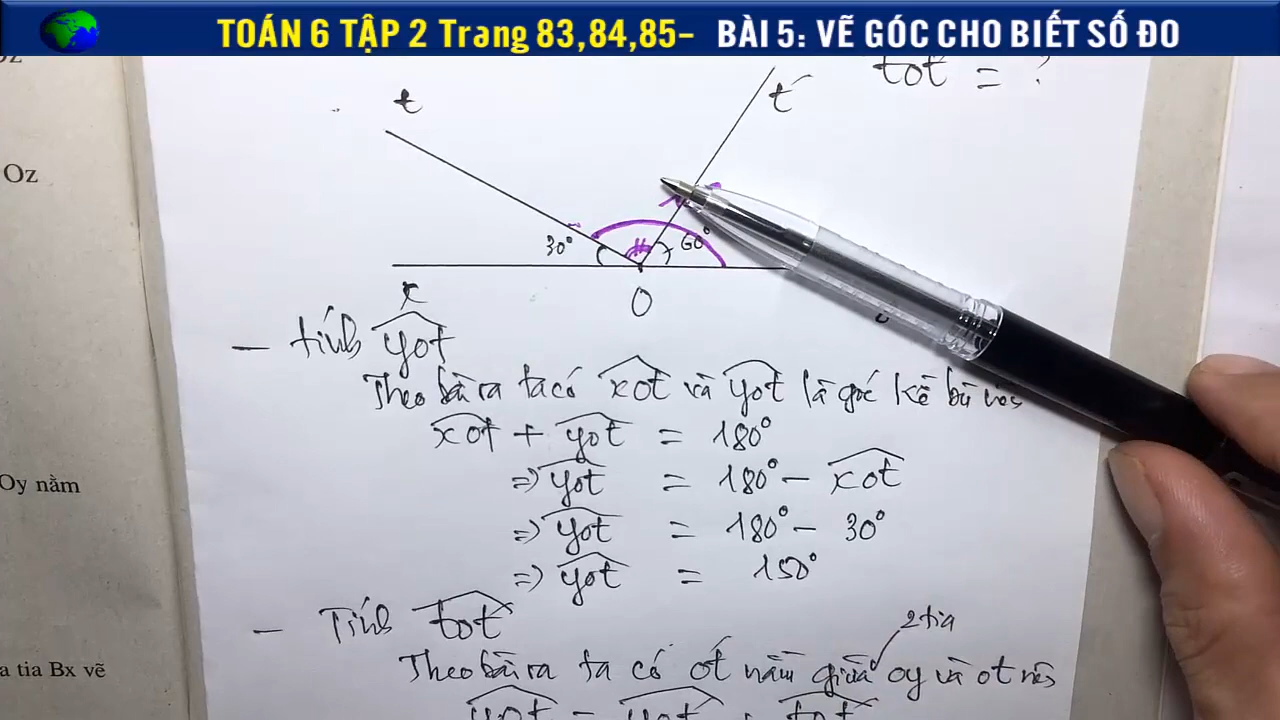 TOÁN 6 TẬP 2 Trang 83,84,85- BÀI 5: VẼ GÓC CHO BIẾT SỐ ĐO
tot' = ?
t
t'
Oz
30°
60°
x
O
- tính yot
Theo bài ra ta có xot và yot là góc kề bù nên
xot + yot = 180°
=> yot = 180° - xot
Oy nằm
=> yot = 180° - 30°
=> yot = 150°
- Tính tot'
2 tia
a tia Bx vẽ
Theo bài ra ta có ot' nằm giữa oy và ot nên